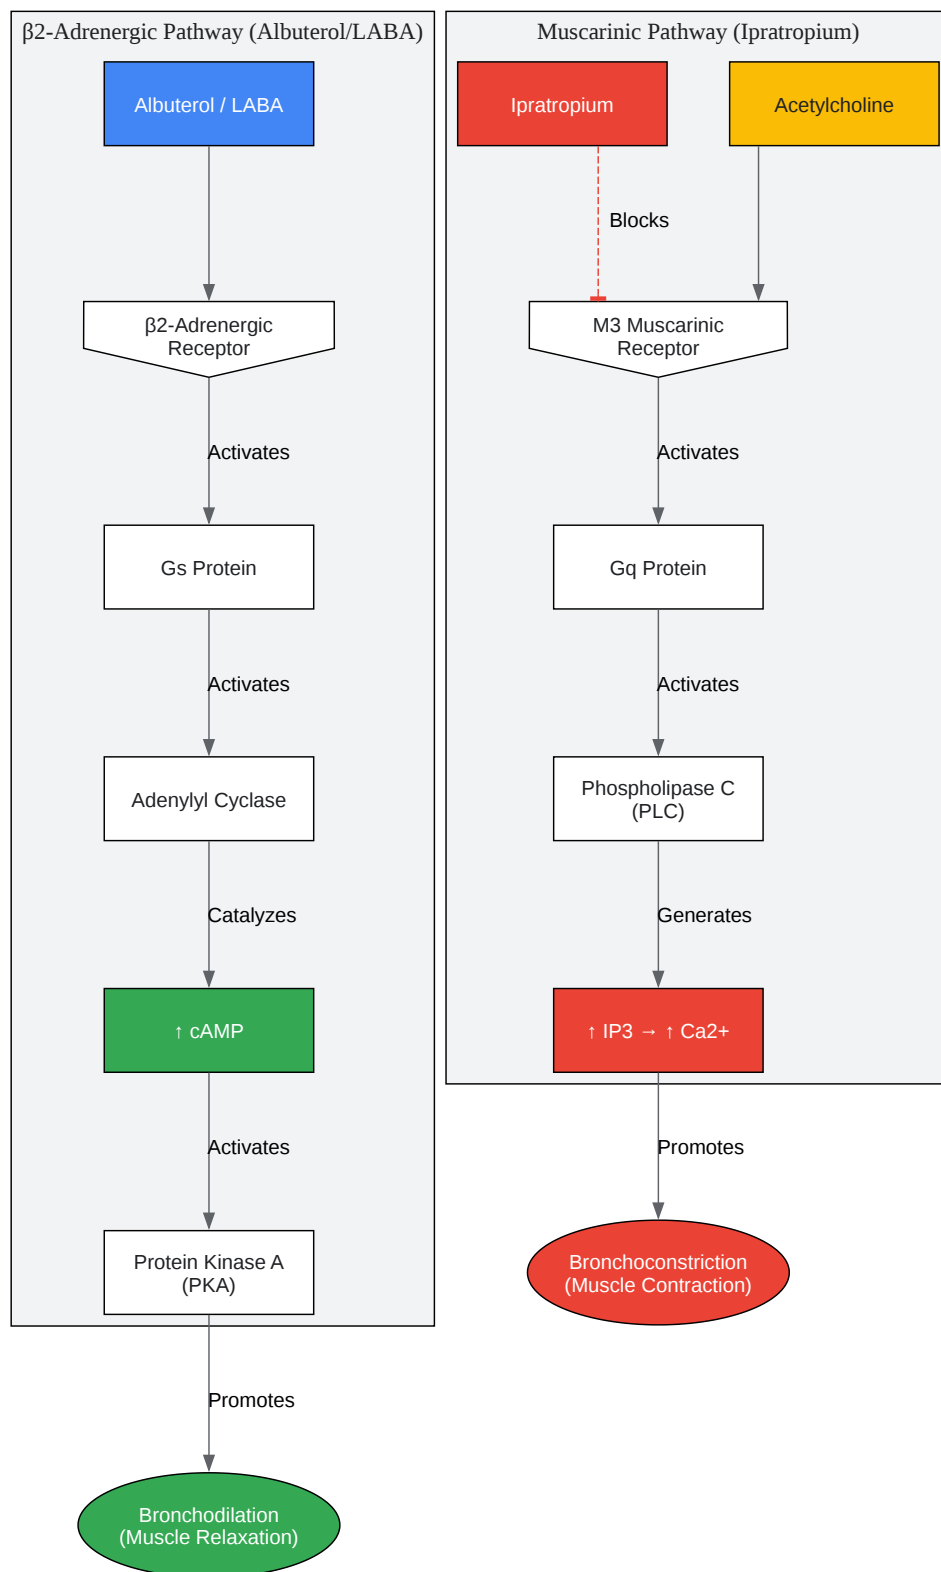 β2-Adrenergic Pathway (Albuterol/LABA)
Albuterol / LABA
β2-Adrenergic
Receptor
Activates
Gs Protein
Activates
Adenylyl Cyclase
Catalyzes
↑ cAMP
Activates
Protein Kinase A
(PKA)
Promotes
Bronchodilation
(Muscle Relaxation)
Muscarinic Pathway (Ipratropium)
Ipratropium
Acetylcholine
Blocks
M3 Muscarinic
Receptor
Activates
Gq Protein
Activates
Phospholipase C
(PLC)
Generates
↑ IP3 → ↑ Ca2+
Promotes
Bronchoconstriction
(Muscle Contraction)